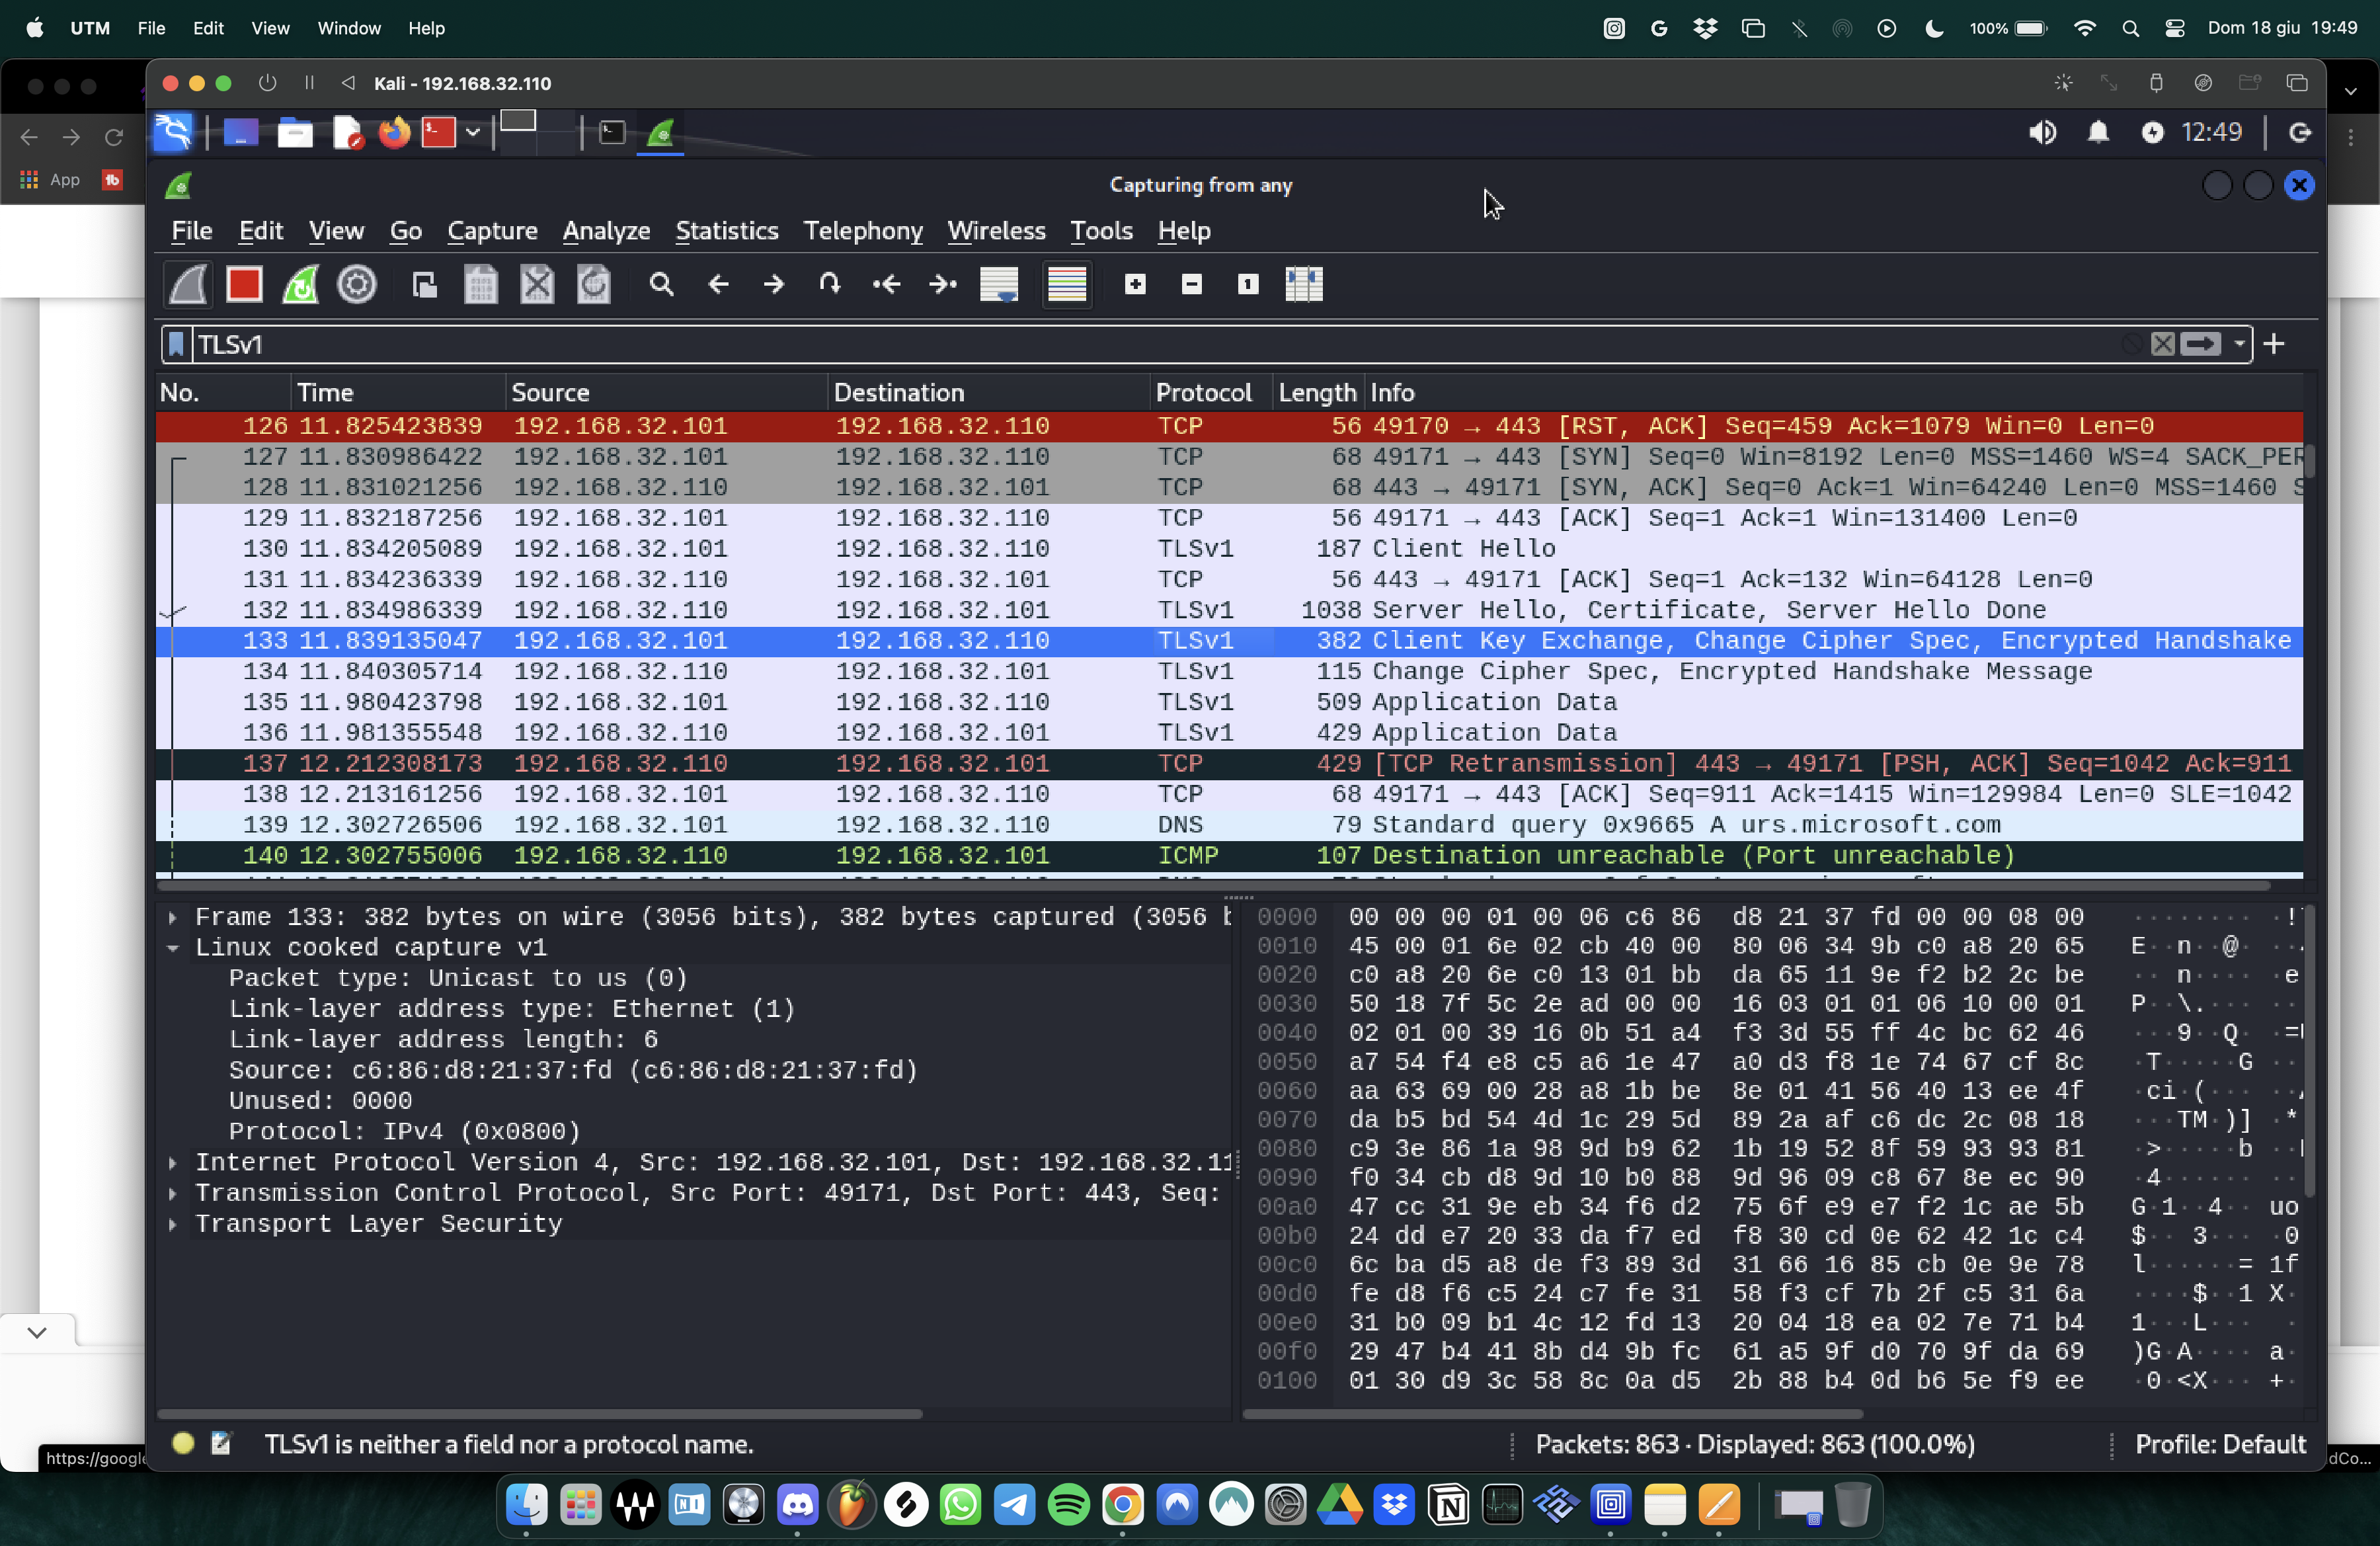 UTM File Edit View Window Help 100% Dom 18 giu 19:49
Kali - 192.168.32.110
12:49
App
Capturing from any
File Edit View Go Capture Analyze Statistics Telephony Wireless Tools Help
TLSv1
No. Time Source Destination Protocol Length Info
126 11.825423839 192.168.32.101 192.168.32.110 TCP 56 49170 → 443 [RST, ACK] Seq=459 Ack=1079 Win=0 Len=0
127 11.830986422 192.168.32.101 192.168.32.110 TCP 68 49171 → 443 [SYN] Seq=0 Win=8192 Len=0 MSS=1460 WS=4 SACK_PER
128 11.831021256 192.168.32.110 192.168.32.101 TCP 68 443 → 49171 [SYN, ACK] Seq=0 Ack=1 Win=64240 Len=0 MSS=1460 S
129 11.832187256 192.168.32.101 192.168.32.110 TCP 56 49171 → 443 [ACK] Seq=1 Ack=1 Win=131400 Len=0
130 11.834205089 192.168.32.101 192.168.32.110 TLSv1 187 Client Hello
131 11.834236339 192.168.32.110 192.168.32.101 TCP 56 443 → 49171 [ACK] Seq=1 Ack=132 Win=64128 Len=0
132 11.834986339 192.168.32.110 192.168.32.101 TLSv1 1038 Server Hello, Certificate, Server Hello Done
133 11.839135047 192.168.32.101 192.168.32.110 TLSv1 382 Client Key Exchange, Change Cipher Spec, Encrypted Handshake
134 11.840305714 192.168.32.110 192.168.32.101 TLSv1 115 Change Cipher Spec, Encrypted Handshake Message
135 11.980423798 192.168.32.101 192.168.32.110 TLSv1 509 Application Data
136 11.981355548 192.168.32.110 192.168.32.101 TLSv1 429 Application Data
137 12.212308173 192.168.32.110 192.168.32.101 TCP 429 [TCP Retransmission] 443 → 49171 [PSH, ACK] Seq=1042 Ack=911
138 12.213161256 192.168.32.101 192.168.32.110 TCP 68 49171 → 443 [ACK] Seq=911 Ack=1415 Win=129984 Len=0 SLE=1042
139 12.302726506 192.168.32.101 192.168.32.110 DNS 79 Standard query 0x9665 A urs.microsoft.com
140 12.302755006 192.168.32.110 192.168.32.101 ICMP 107 Destination unreachable (Port unreachable)
Frame 133: 382 bytes on wire (3056 bits), 382 bytes captured (3056 b
Linux cooked capture v1
Packet type: Unicast to us (0)
Link-layer address type: Ethernet (1)
Link-layer address length: 6
Source: c6:86:d8:21:37:fd (c6:86:d8:21:37:fd)
Unused: 0000
Protocol: IPv4 (0x0800)
Internet Protocol Version 4, Src: 192.168.32.101, Dst: 192.168.32.11
Transmission Control Protocol, Src Port: 49171, Dst Port: 443, Seq:
Transport Layer Security
0000 00 00 00 01 00 06 c6 86 d8 21 37 fd 00 00 08 00 ········ ·!
0010 45 00 01 6e 02 cb 40 00 80 06 34 9b c0 a8 20 65 E··n··@·
0020 c0 a8 20 6e c0 13 01 bb da 65 11 9e f2 b2 2c be ·· n···· ·e
0030 50 18 7f 5c 2e ad 00 00 16 03 01 01 06 10 00 01 P··\.··· ··
0040 02 01 00 39 16 0b 51 a4 f3 3d 55 ff 4c bc 62 46 ···9··Q· ·=
0050 a7 54 f4 e8 c5 a6 1e 47 a0 d3 f8 1e 74 67 cf 8c ·T·····G ··
0060 aa 63 69 00 28 a8 1b be 8e 01 41 56 40 13 ee 4f ·ci·(··· ··
0070 da b5 bd 54 4d 1c 29 5d 89 2a af c6 dc 2c 08 18 ···TM·)] ·*
0080 c9 3e 86 1a 98 9d b9 62 1b 19 52 8f 59 93 93 81 ·>·····b ··
0090 f0 34 cb d8 9d 10 b0 88 9d 96 09 c8 67 8e ec 90 ·4······ ··
00a0 47 cc 31 9e eb 34 f6 d2 75 6f e9 e7 f2 1c ae 5b G·1··4·· uo
00b0 24 dd e7 20 33 da f7 ed f8 30 cd 0e 62 42 1c c4 $·· 3··· ·0
00c0 6c ba d5 a8 de f3 89 3d 31 66 16 85 cb 0e 9e 78 l······= 1f
00d0 fe d8 f6 c5 24 c7 fe 31 58 f3 cf 7b 2f c5 31 6a ····$··1 X·
00e0 31 b0 09 b1 4c 12 fd 13 20 04 18 ea 02 7e 71 b4 1···L··· ·
00f0 29 47 b4 41 8b d4 9b fc 61 a5 9f d0 70 9f da 69 )G·A···· a·
0100 01 30 d9 3c 58 8c 0a d5 2b 88 b4 0d b6 5e f9 ee ·0·<X··· +·
TLSv1 is neither a field nor a protocol name. Packets: 863 · Displayed: 863 (100.0%) Profile: Default
https://google
dCo...